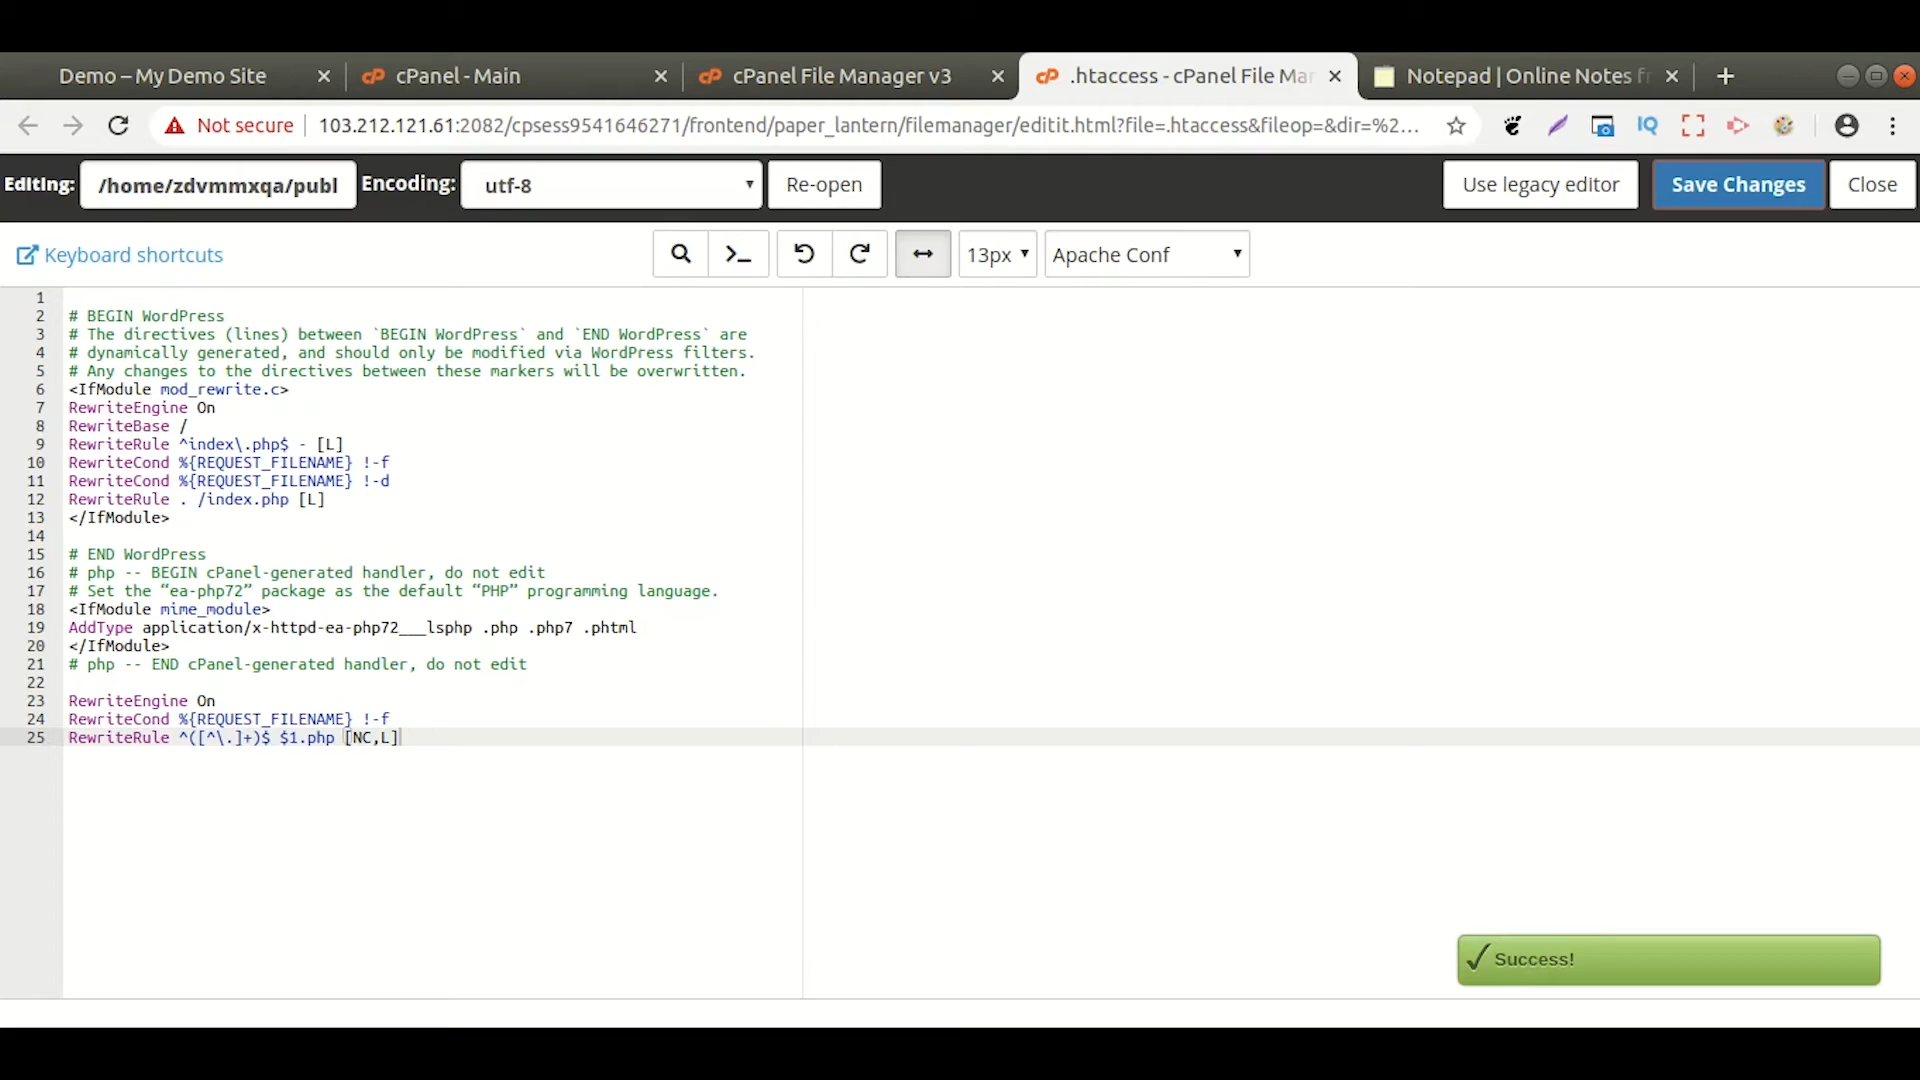 Demo – My Demo Site
cPanel - Main
cPanel File Manager v3
.htaccess - cPanel File Mar
Notepad | Online Notes fr
Not secure
103.212.121.61:2082/cpsess9541646271/frontend/paper_lantern/filemanager/editit.html?file=.htaccess&fileop=&dir=%2...
IQ
Editing:
/home/zdvmmxqa/publ
Encoding:
utf-8
Re-open
Use legacy editor
Save Changes
Close
Keyboard shortcuts
13px
Apache Conf
1
2 # BEGIN WordPress
3 # The directives (lines) between `BEGIN WordPress` and `END WordPress` are
4 # dynamically generated, and should only be modified via WordPress filters.
5 # Any changes to the directives between these markers will be overwritten.
6 <IfModule mod_rewrite.c>
7 RewriteEngine On
8 RewriteBase /
9 RewriteRule ^index\.php$ - [L]
10 RewriteCond %{REQUEST_FILENAME} !-f
11 RewriteCond %{REQUEST_FILENAME} !-d
12 RewriteRule . /index.php [L]
13 </IfModule>
14
15 # END WordPress
16 # php -- BEGIN cPanel-generated handler, do not edit
17 # Set the “ea-php72” package as the default “PHP” programming language.
18 <IfModule mime_module>
19 AddType application/x-httpd-ea-php72___lsphp .php .php7 .phtml
20 </IfModule>
21 # php -- END cPanel-generated handler, do not edit
22
23 RewriteEngine On
24 RewriteCond %{REQUEST_FILENAME} !-f
25 RewriteRule ^([^\.]+)$ $1.php [NC,L]
Success!